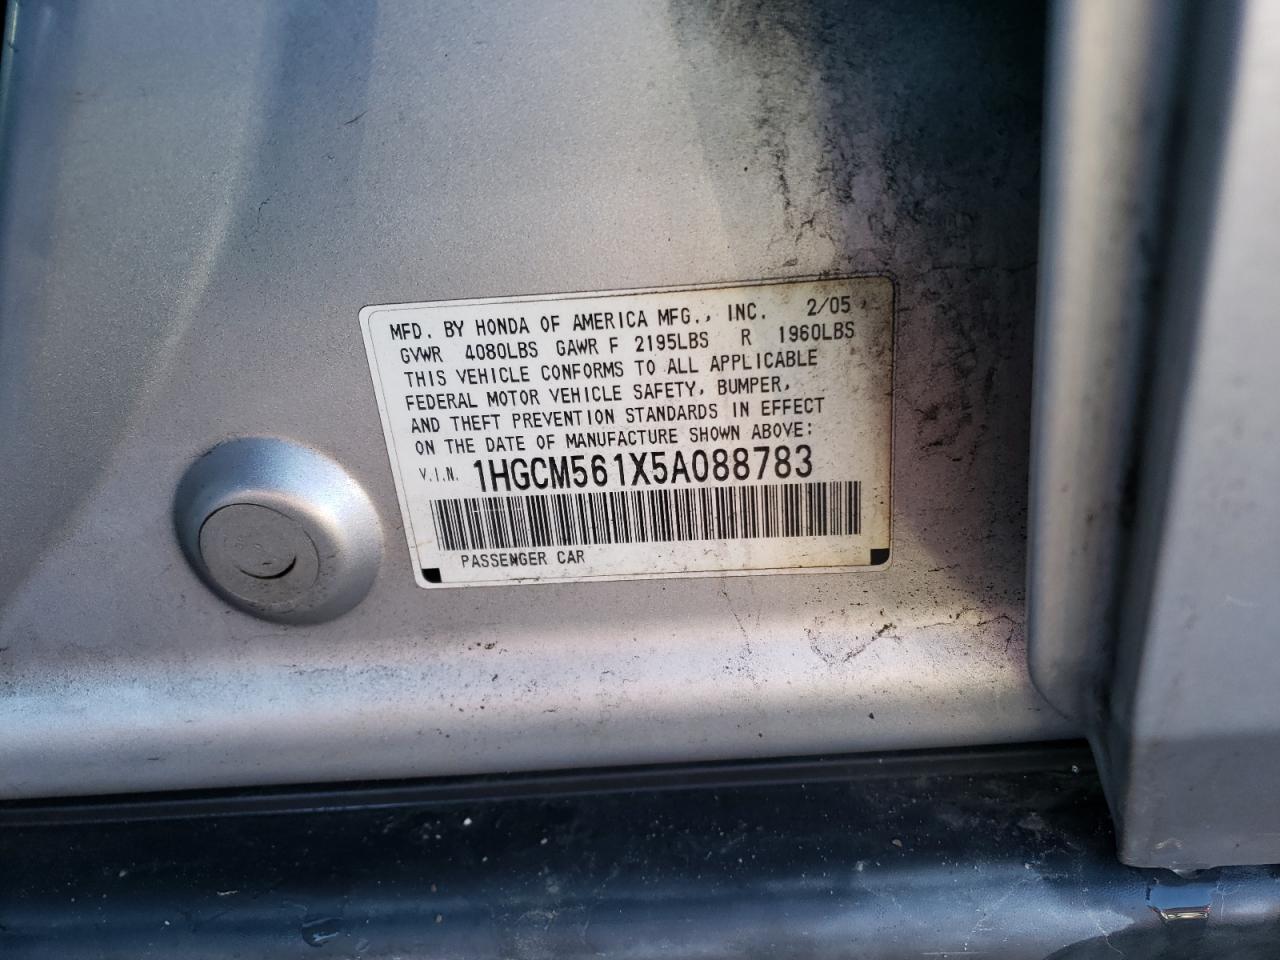 MFD. BY HONDA OF AMERICA MFG., INC. 2/05
GVWR 4080LBS GAWR F 2195LBS R 1960LBS
THIS VEHICLE CONFORMS TO ALL APPLICABLE
FEDERAL MOTOR VEHICLE SAFETY, BUMPER,
AND THEFT PREVENTION STANDARDS IN EFFECT
ON THE DATE OF MANUFACTURE SHOWN ABOVE:
V.I.N. 1HGCM561X5A088783
PASSENGER CAR